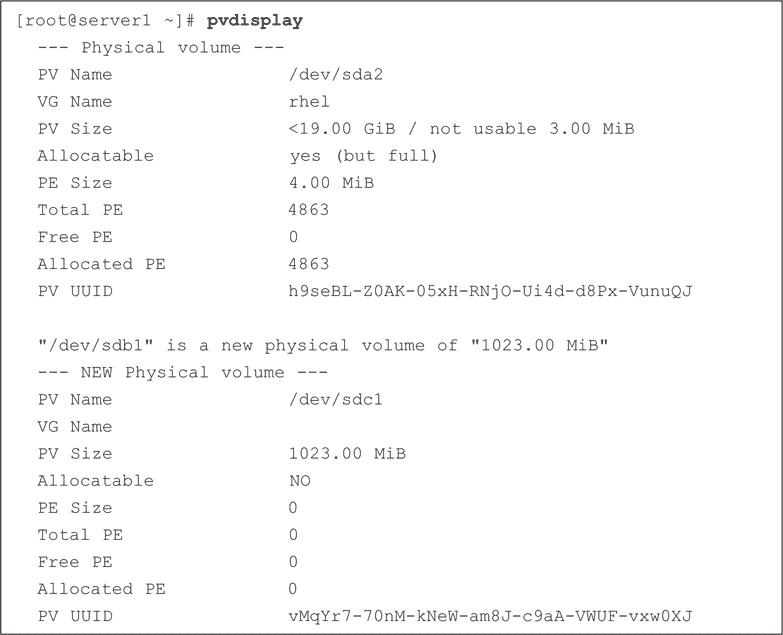 [root@server1 ~]# pvdisplay
--- Physical volume ---
PV Name /dev/sda2
VG Name rhel
PV Size <19.00 GiB / not usable 3.00 MiB
Allocatable yes (but full)
PE Size 4.00 MiB
Total PE 4863
Free PE 0
Allocated PE 4863
PV UUID h9seBL-Z0AK-05xH-RNjO-Ui4d-d8Px-VunuQJ
"/dev/sdb1" is a new physical volume of "1023.00 MiB"
--- NEW Physical volume ---
PV Name /dev/sdc1
VG Name
PV Size 1023.00 MiB
Allocatable NO
PE Size 0
Total PE 0
Free PE 0
Allocated PE 0
PV UUID vMqYr7-70nM-kNeW-am8J-c9aA-VWUF-vxw0XJ